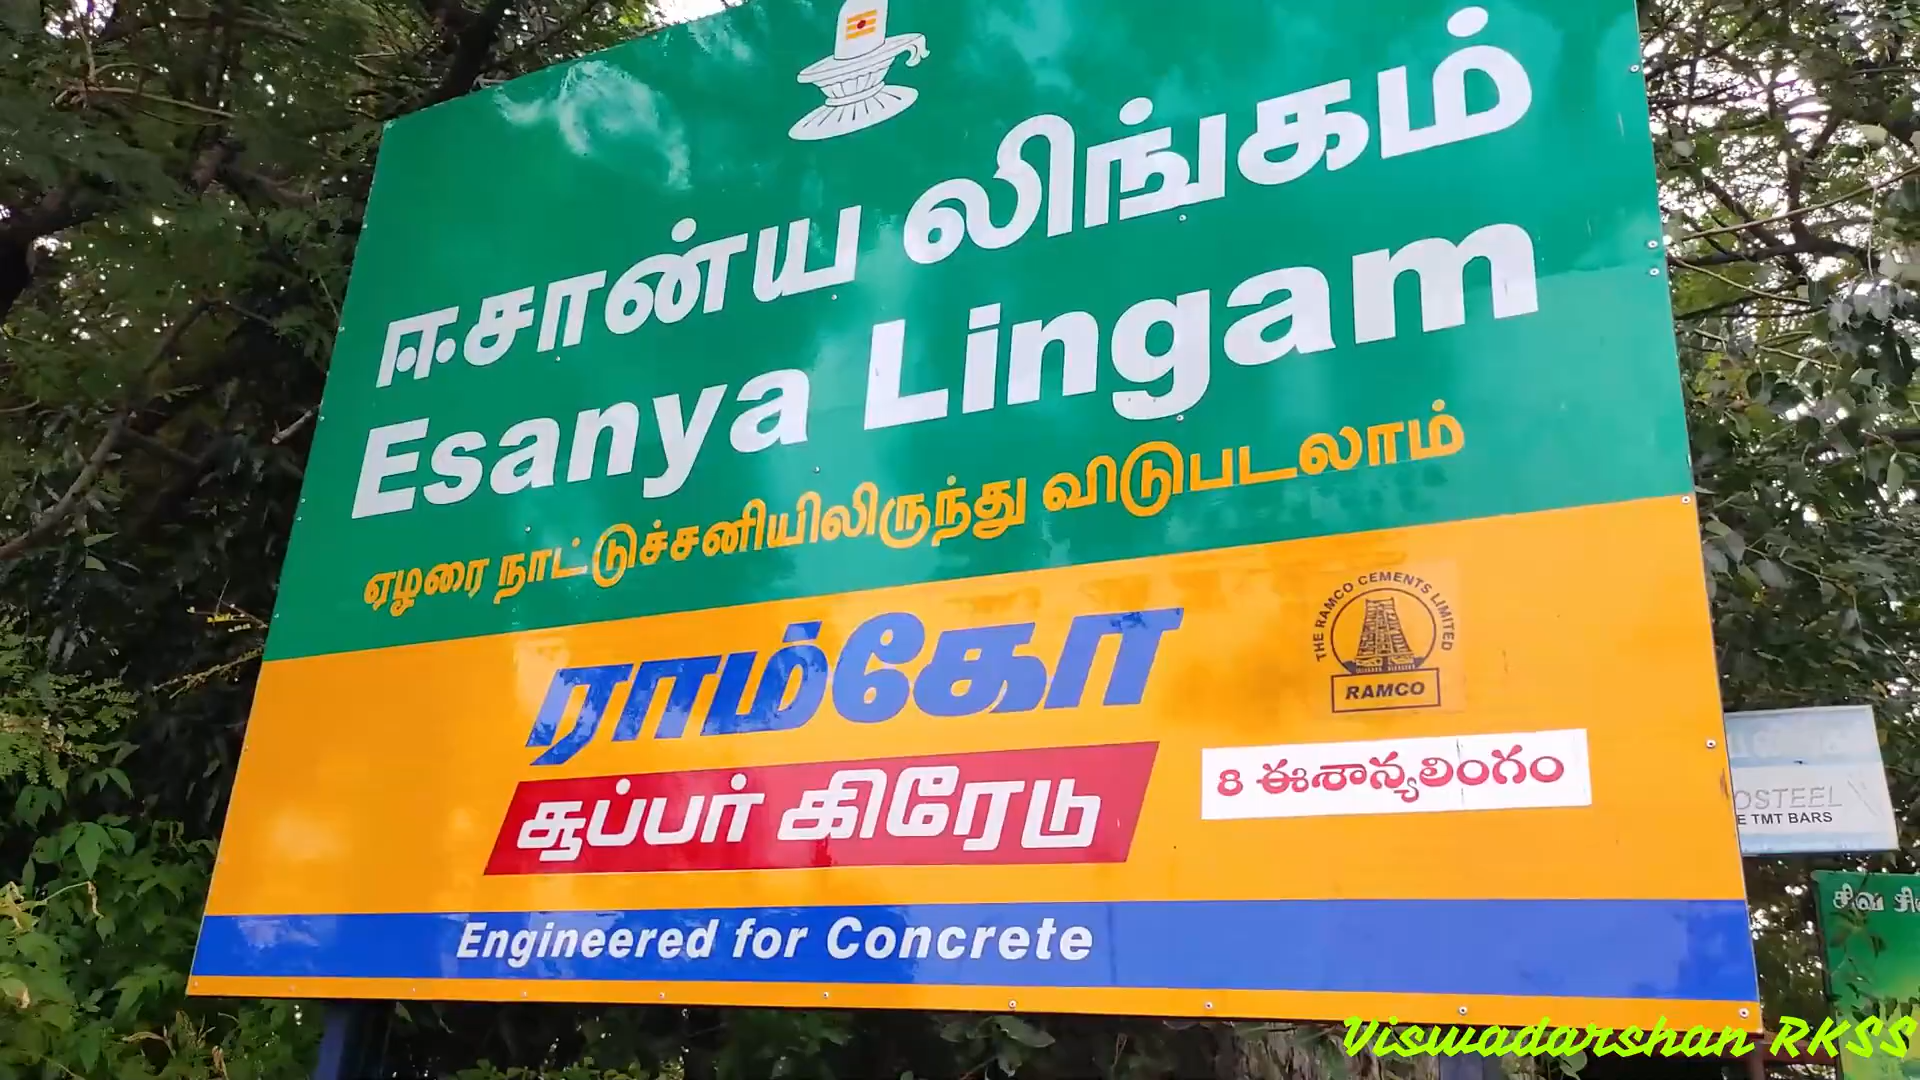 ஈசான்ய லிங்கம்
Esanya Lingam
ஏழரை நாட்டுச்சனியிலிருந்து விடுபடலாம்
ராம்கோ
சூப்பர் கிரேடு
THE RAMCO CEMENTS LIMITED
RAMCO
8 ఈశాన్యలింగం
Engineered for Concrete
OSTEEL
E TMT BARS
சிவ
Viswadarshan RKSS